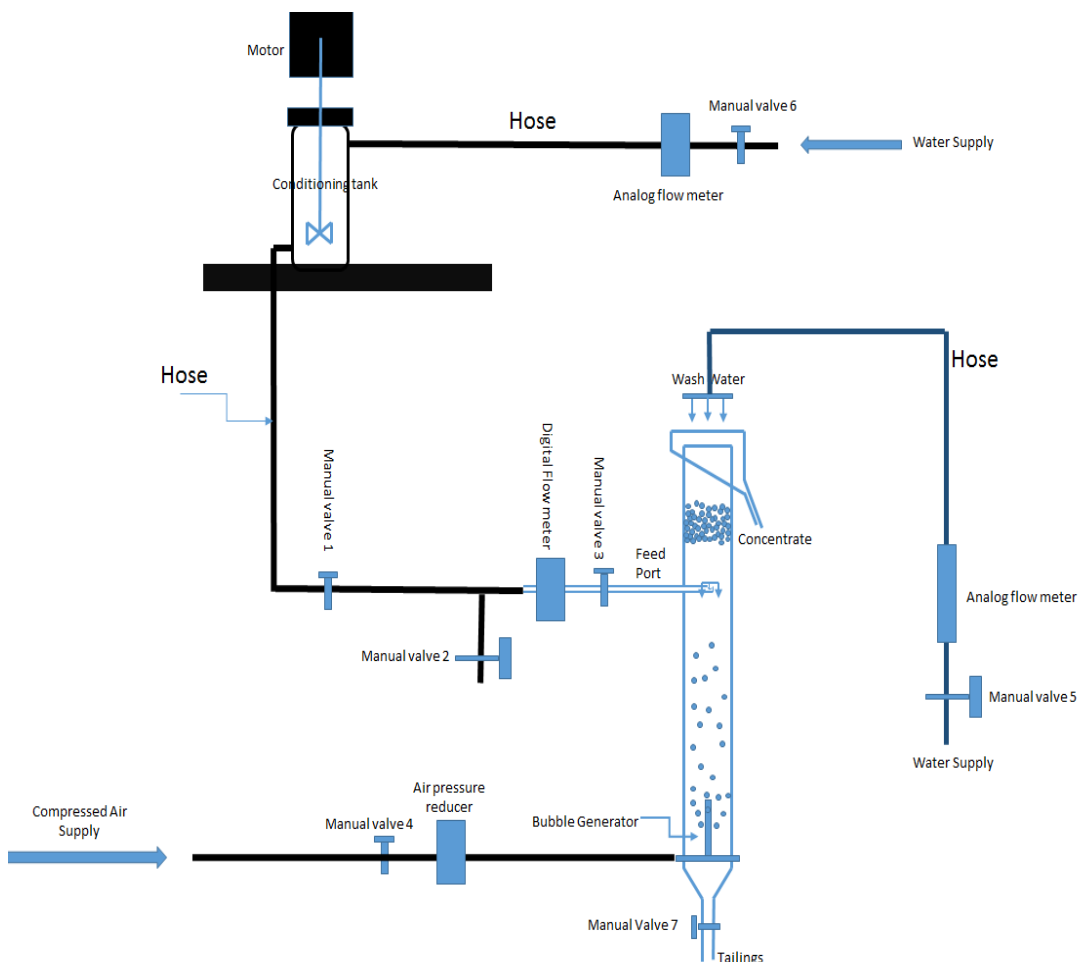 Motor
Manual valve 6
Hose
Water Supply
Conditioning tank
Analog flow meter
Hose
Hose
Wash Water
Digital Flow meter
Manual valve 3
Manual valve 1
Feed
Port
Concentrate
Analog flow meter
Manual valve 2
Manual valve 5
Water Supply
Air pressure
reducer
Compressed Air
Supply
Manual valve 4
Bubble Generator
Manual Valve 7
Tailings